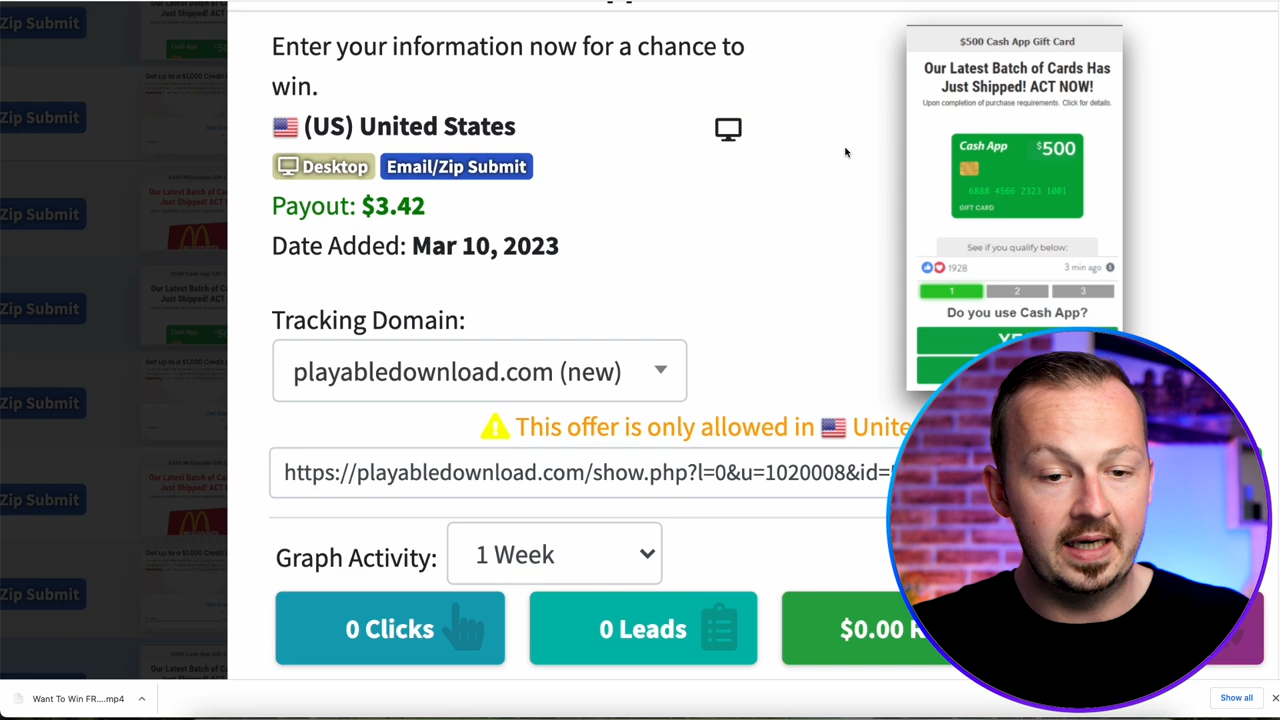 Zip Submit
Zip Submit
Zip Submit
Zip Submit
Zip Submit
Zip Submit
Zip Submit
Enter your information now for a chance to
win.
(US) United States
Desktop
Email/Zip Submit
Payout: $3.42
Date Added: Mar 10, 2023
Tracking Domain:
playabledownload.com (new)
This offer is only allowed in Unite
https://playabledownload.com/show.php?l=0&u=1020008&id=
Graph Activity:
1 Week
0 Clicks
0 Leads
$0.00 R
$500 Cash App Gift Card
Our Latest Batch of Cards Has
Just Shipped! ACT NOW!
Upon completion of purchase requirements. Click for details.
Cash App $500
6888 4566 2323 1001
GIFT CARD
See if you qualify below:
1928
3 min ago
1 2 3
Do you use Cash App?
Want To Win FR....mp4
Show all